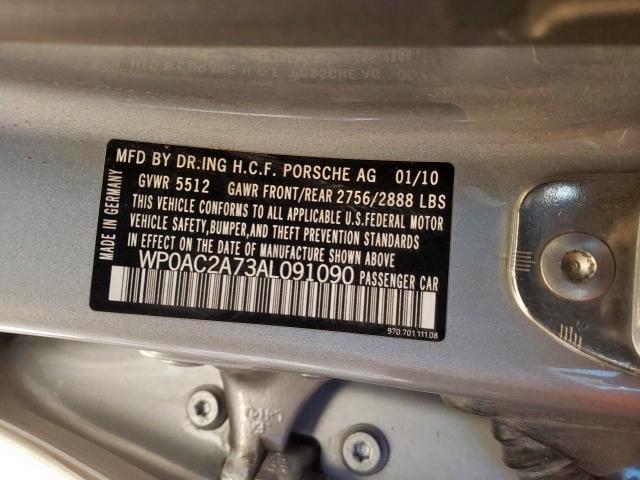 MFD BY DR.ING H.C.F. PORSCHE AG 01/10
GVWR 5512 GAWR FRONT/REAR 2756/2888 LBS
THIS VEHICLE CONFORMS TO ALL APPLICABLE U.S.FEDERAL MOTOR
VEHICLE SAFETY,BUMPER,AND THEFT PREVENTION STANDARDS
IN EFFECT ON THE DATE OF MANUFACTURE SHOWN ABOVE.
WP0AC2A73AL091090 PASSENGER CAR
MADE IN GERMANY
970.701.111.08